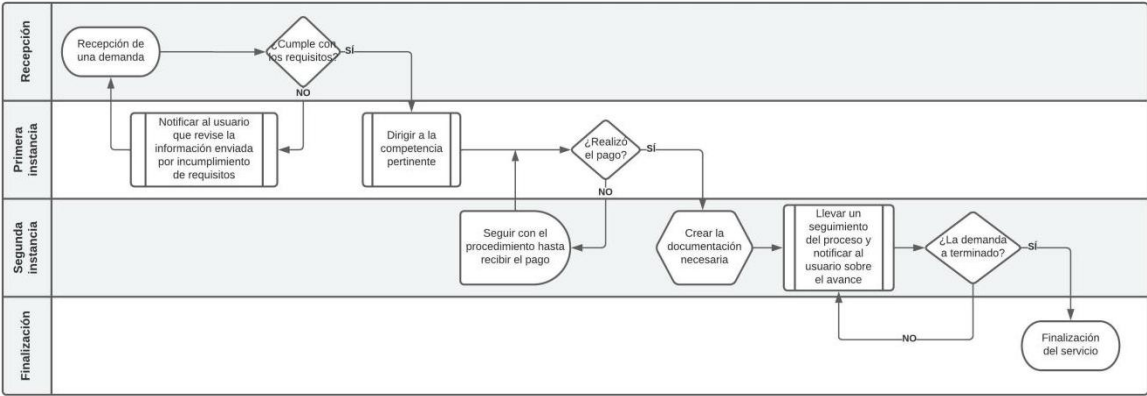 Recepción
Recepción de
una demanda
¿Cumple con
los requisitos?
SÍ
NO
Primera
instancia
Notificar al usuario
que revise la
información enviada
por incumplimiento
de requisitos
Dirigir a la
competencia
pertinente
¿Realizó
el pago?
SÍ
NO
Segunda
instancia
Seguir con el
procedimiento hasta
recibir el pago
Crear la
documentación
necesaria
Llevar un
seguimiento
del proceso y
notificar al
usuario sobre
el avance
¿La demanda
a terminado?
SÍ
NO
Finalización
Finalización
del servicio